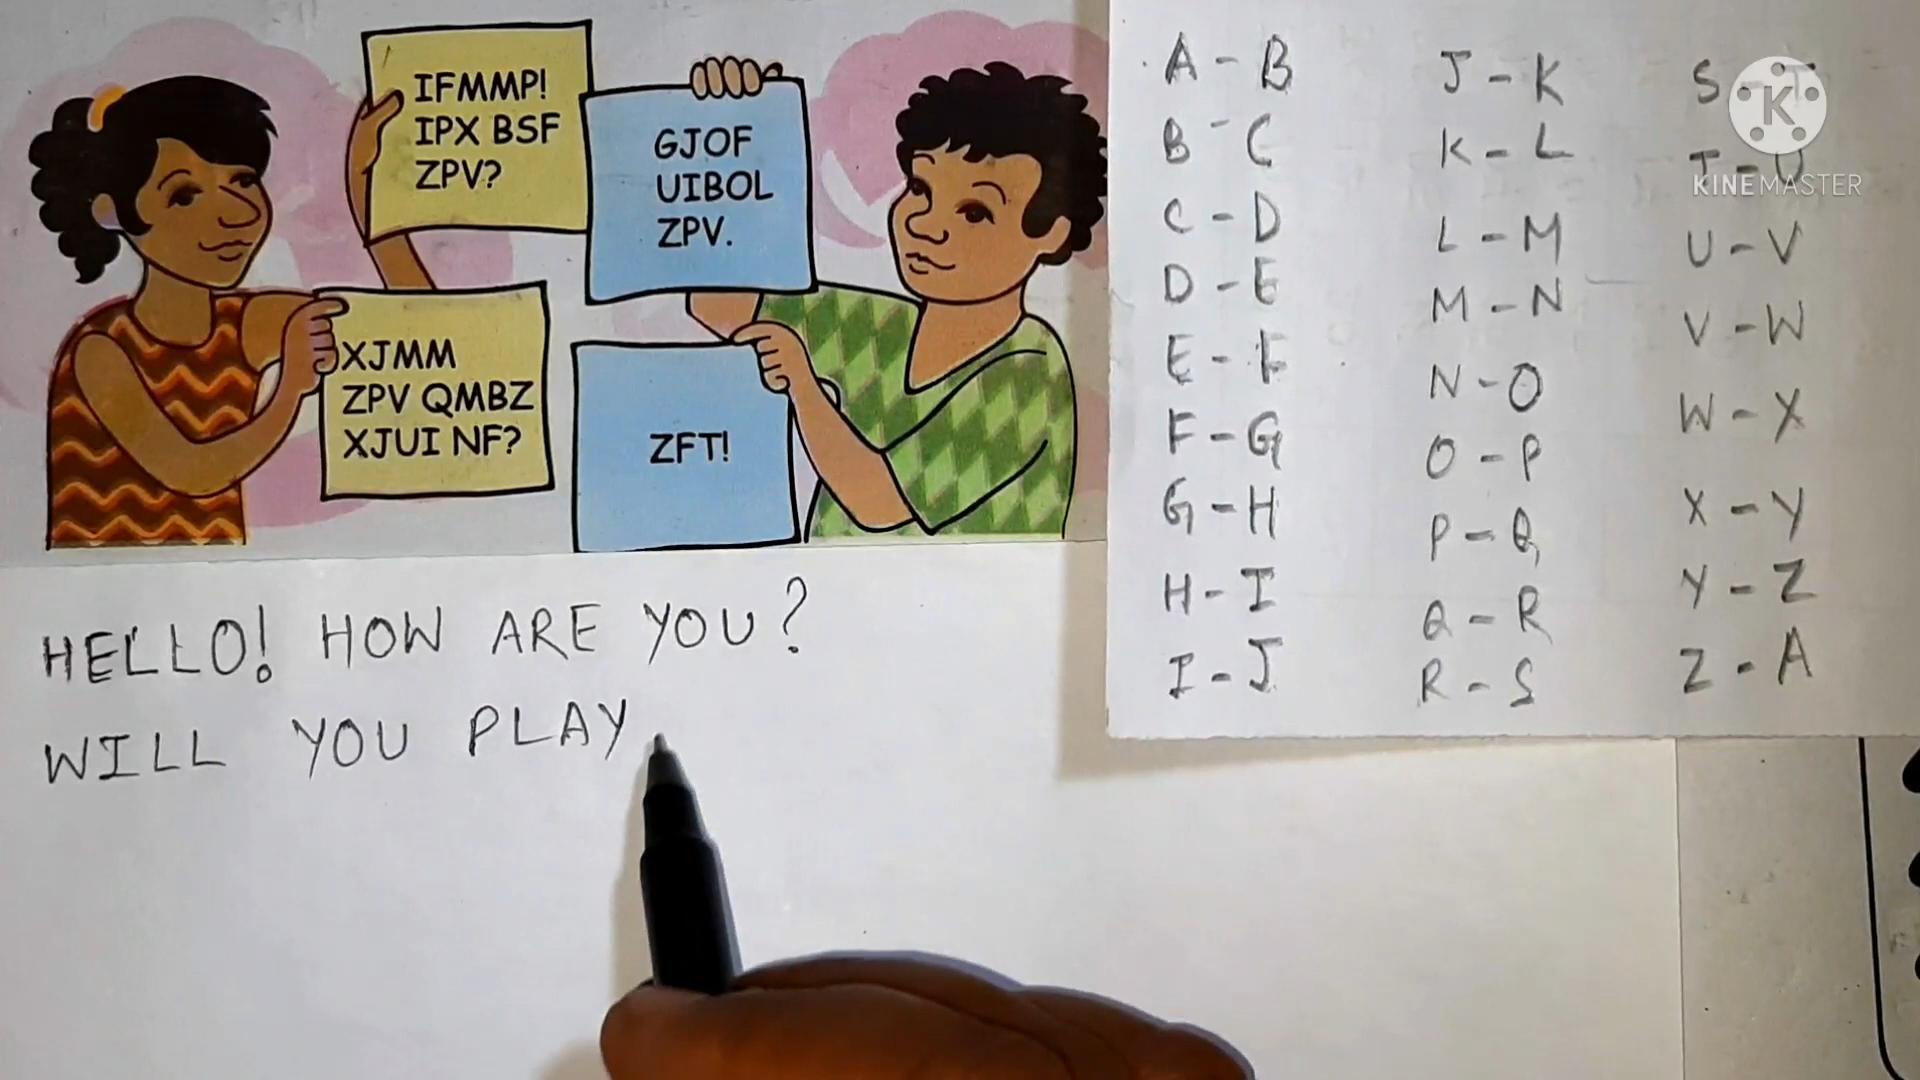 IFMMP!
IPX BSF
ZPV?
GJOF
UIBOL
ZPV.
XJMM
ZPV QMBZ
XJUI NF?
ZFT!
A - B
B - C
C - D
D - E
E - F
F - G
G - H
H - I
I - J
J - K
K - L
L - M
M - N
N - O
O - P
P - Q
Q - R
R - S
S - T
T - U
U - V
V - W
W - X
X - Y
Y - Z
Z - A
K
KINEMASTER
HELLO! HOW ARE YOU?
WILL YOU PLAY